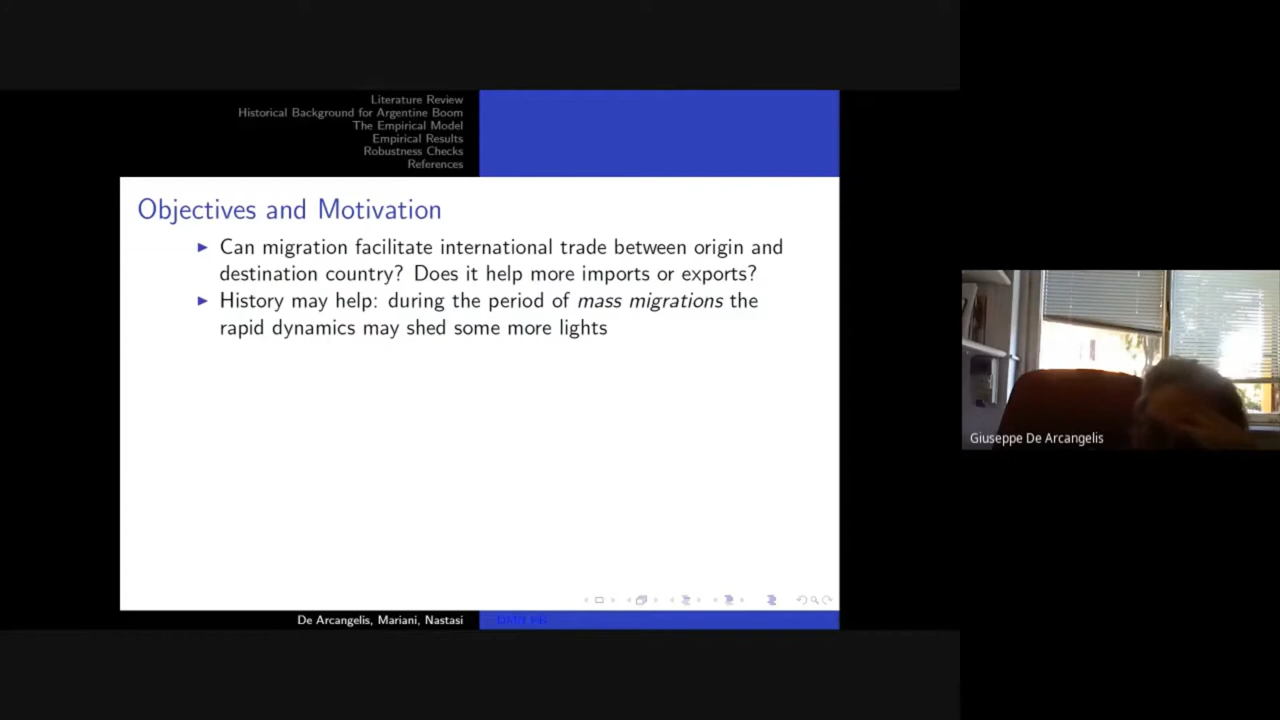 Literature Review
Historical Background for Argentine Boom
The Empirical Model
Empirical Results
Robustness Checks
References
Objectives and Motivation
Can migration facilitate international trade between origin and
destination country? Does it help more imports or exports?
History may help: during the period of mass migrations the
rapid dynamics may shed some more lights
De Arcangelis, Mariani, Nastasi
Giuseppe De Arcangelis